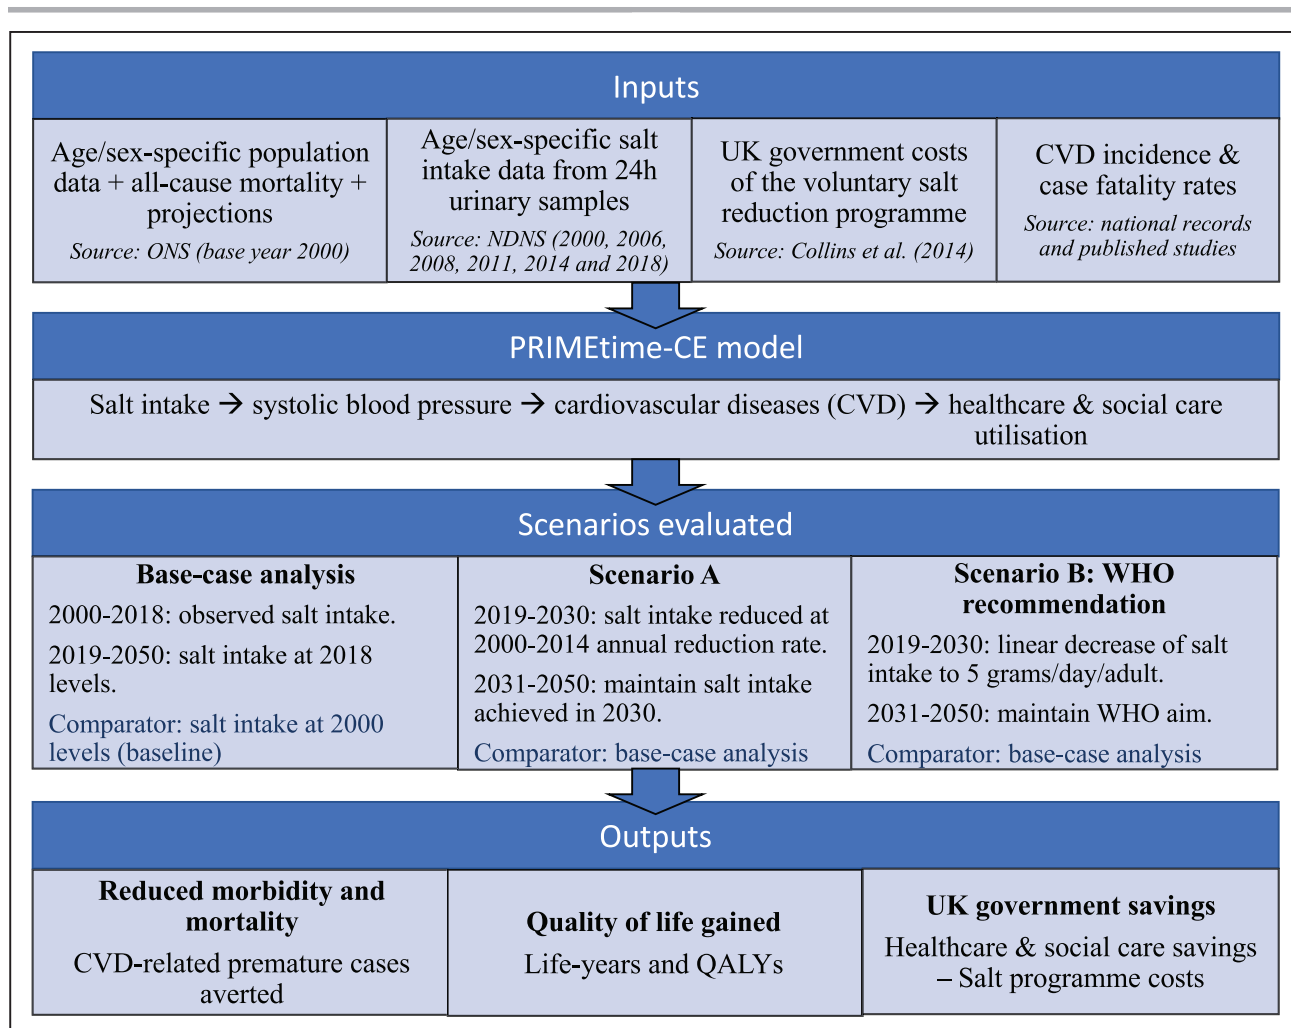 Inputs
Age/sex-specific population
data + all-cause mortality +
projections
Source: ONS (base year 2000)
Age/sex-specific salt
intake data from 24h
urinary samples
Source: NDNS (2000, 2006,
2008, 2011, 2014 and 2018)
UK government costs
of the voluntary salt
reduction programme
Source: Collins et al. (2014)
CVD incidence &
case fatality rates
Source: national records
and published studies
PRIMEtime-CE model
Salt intake → systolic blood pressure → cardiovascular diseases (CVD) → healthcare & social care
utilisation
Scenarios evaluated
Base-case analysis
2000-2018: observed salt intake.
2019-2050: salt intake at 2018
levels.
Comparator: salt intake at 2000
levels (baseline)
Scenario A
2019-2030: salt intake reduced at
2000-2014 annual reduction rate.
2031-2050: maintain salt intake
achieved in 2030.
Comparator: base-case analysis
Scenario B: WHO
recommendation
2019-2030: linear decrease of salt
intake to 5 grams/day/adult.
2031-2050: maintain WHO aim.
Comparator: base-case analysis
Outputs
Reduced morbidity and
mortality
CVD-related premature cases
averted
Quality of life gained
Life-years and QALYs
UK government savings
Healthcare & social care savings
– Salt programme costs